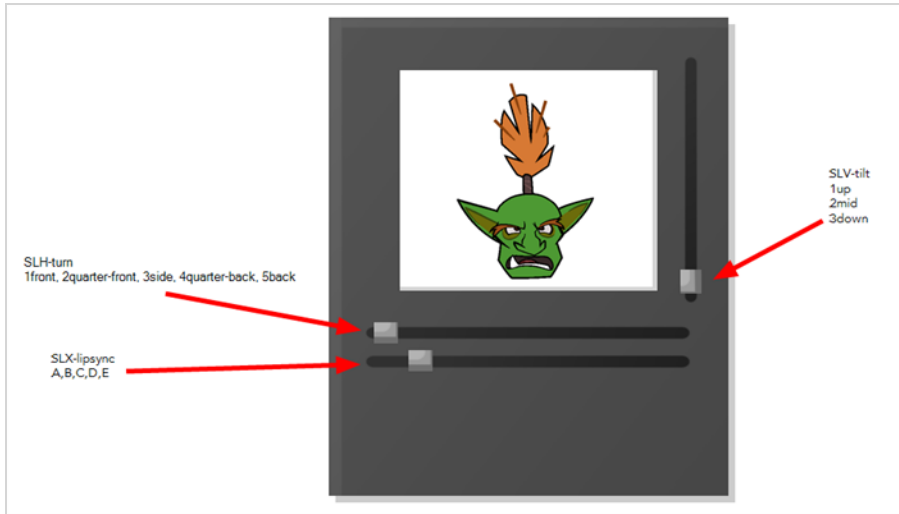 SLV-tilt
1up
2mid
3down
SLH-turn
1front, 2quarter-front, 3side, 4quarter-back, 5back
SLX-lipsync
A,B,C,D,E